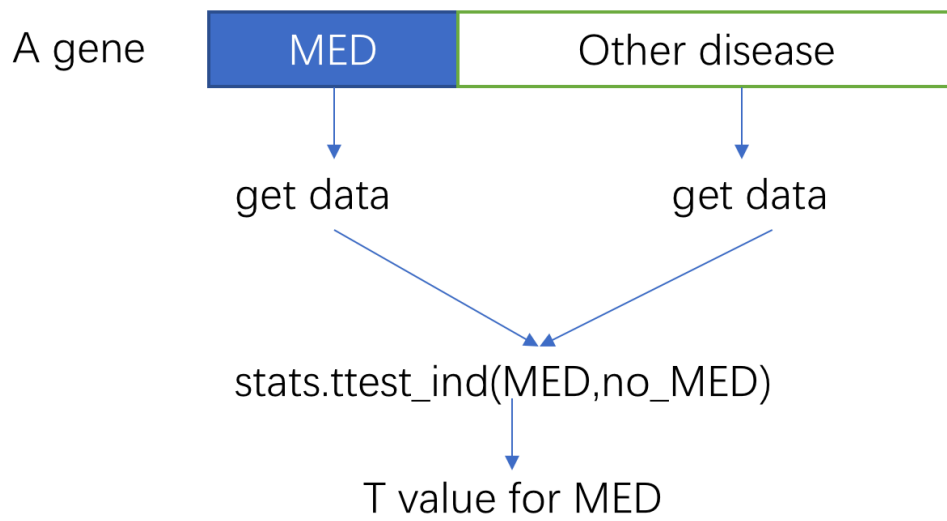 A gene MED Other disease
get data get data
stats.ttest_ind(MED,no_MED)
T value for MED